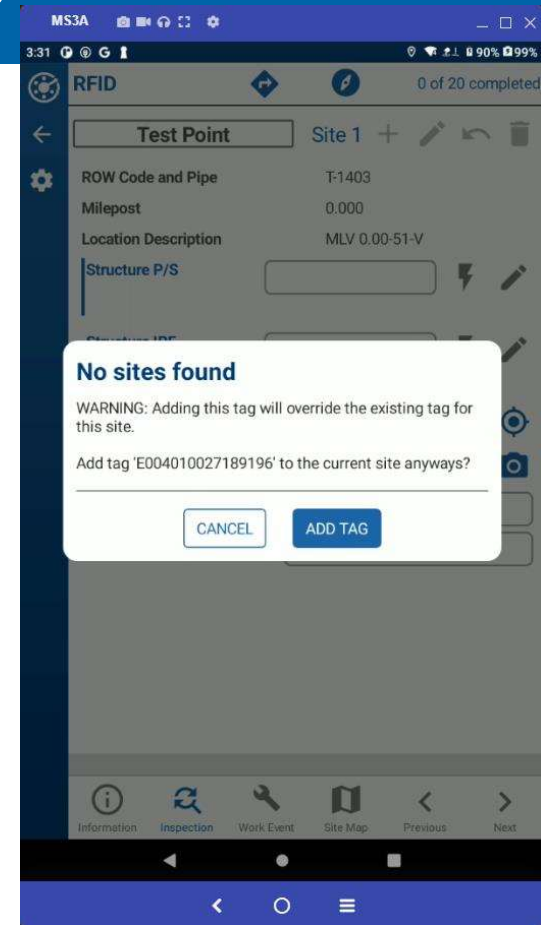 MS3A
3:31 G 90% 99%
RFID 0 of 20 completed
Test Point Site 1
ROW Code and Pipe T-1403
Milepost 0.000
Location Description MLV 0.00-51-V
Structure P/S
Structure IRF
No sites found
WARNING: Adding this tag will override the existing tag for
this site.
Add tag 'E004010027189196' to the current site anyways?
CANCEL ADD TAG
Information Inspection Work Event Site Map Previous Next